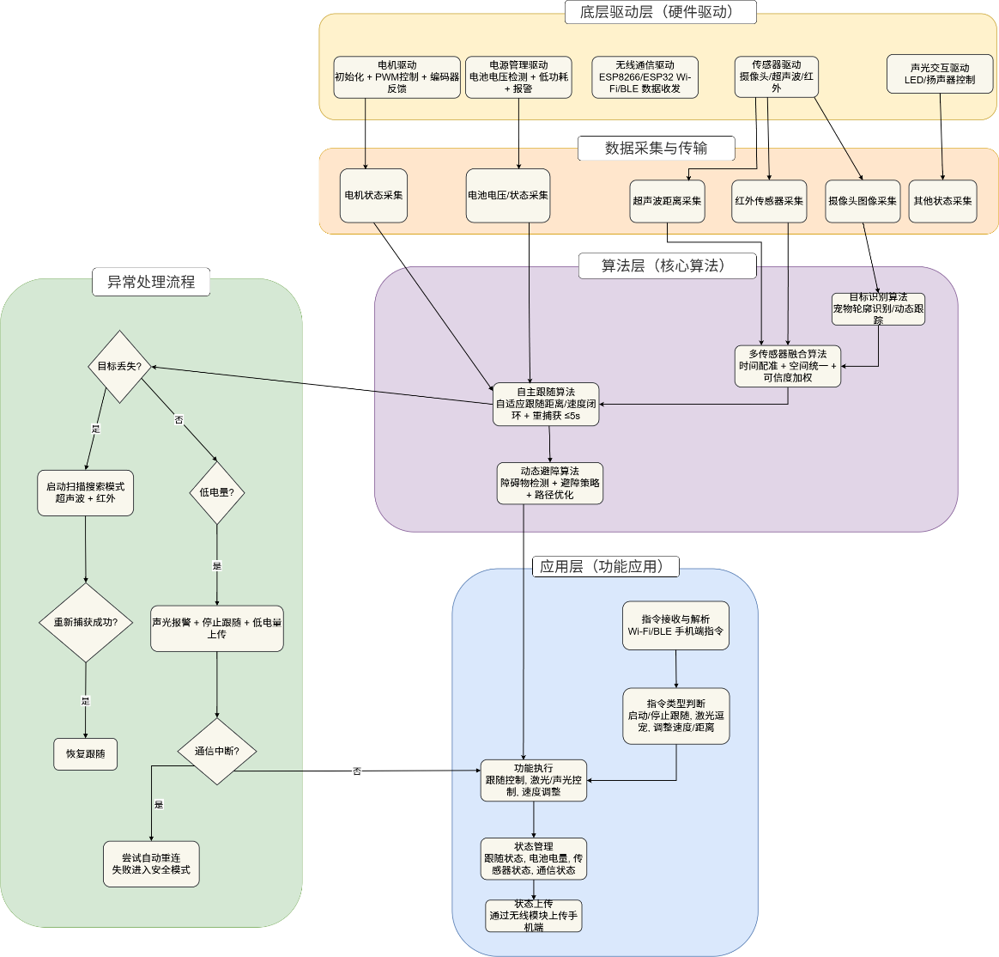 底层驱动层（硬件驱动）
电机驱动
初始化 + PWM控制 + 编码器
反馈
电源管理驱动
电池电压检测 + 低功耗
+ 报警
无线通信驱动
ESP8266/ESP32 Wi-
Fi/BLE 数据收发
传感器驱动
摄像头/超声波/红
外
声光交互驱动
LED/扬声器控制
数据采集与传输
电机状态采集
电池电压/状态采集
超声波距离采集
红外传感器采集
摄像头图像采集
其他状态采集
算法层（核心算法）
目标识别算法
宠物轮廓识别/动态跟
踪
多传感器融合算法
时间配准 + 空间统一 +
可信度加权
自主跟随算法
自适应跟随距离/速度闭
环 + 重捕获 ≤5s
动态避障算法
障碍物检测 + 避障策略
+ 路径优化
异常处理流程
目标丢失?
是
否
启动扫描搜索模式
超声波 + 红外
低电量?
是
重新捕获成功?
声光报警 + 停止跟随 + 低电量
上传
是
恢复跟随
通信中断?
否
是
尝试自动重连
失败进入安全模式
应用层（功能应用）
指令接收与解析
Wi-Fi/BLE 手机端指令
指令类型判断
启动/停止跟随, 激光逗
宠, 调整速度/距离
功能执行
跟随控制, 激光/声光控
制, 速度调整
状态管理
跟随状态, 电池电量, 传
感器状态, 通信状态
状态上传
通过无线模块上传手
机端